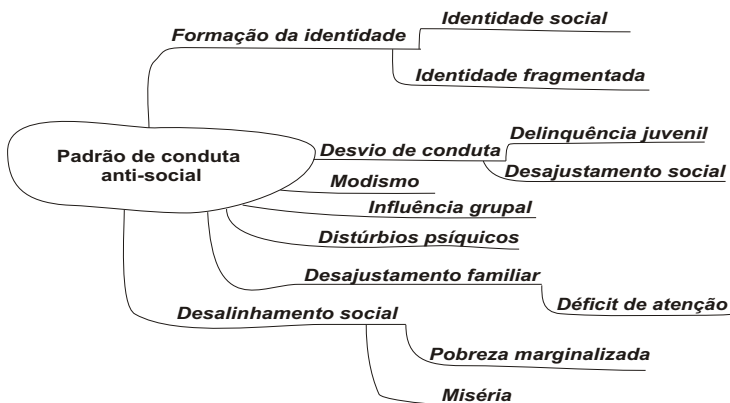 Identidade social
Formação da identidade
Identidade fragmentada
Delinquência juvenil
Desvio de conduta
Padrão de conduta
anti-social
Desajustamento social
Modismo
Influência grupal
Distúrbios psíquicos
Desajustamento familiar
Déficit de atenção
Desalinhamento social
Pobreza marginalizada
Miséria